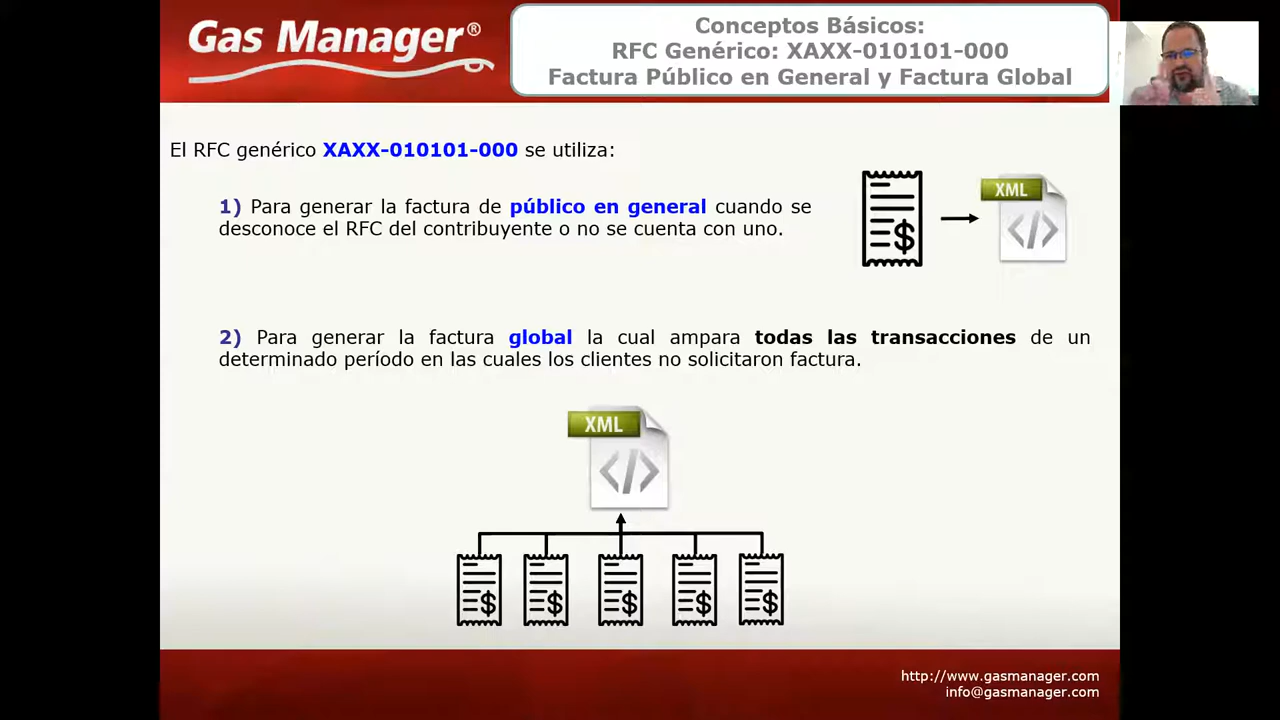 Gas Manager®
Conceptos Básicos:
RFC Genérico: XAXX-010101-000
Factura Público en General y Factura Global
El RFC genérico XAXX-010101-000 se utiliza:
1) Para generar la factura de público en general cuando se
desconoce el RFC del contribuyente o no se cuenta con uno.
XML
</>
$
2) Para generar la factura global la cual ampara todas las transacciones de un
determinado período en las cuales los clientes no solicitaron factura.
XML
</>
$ $ $ $ $
http://www.gasmanager.com
info@gasmanager.com